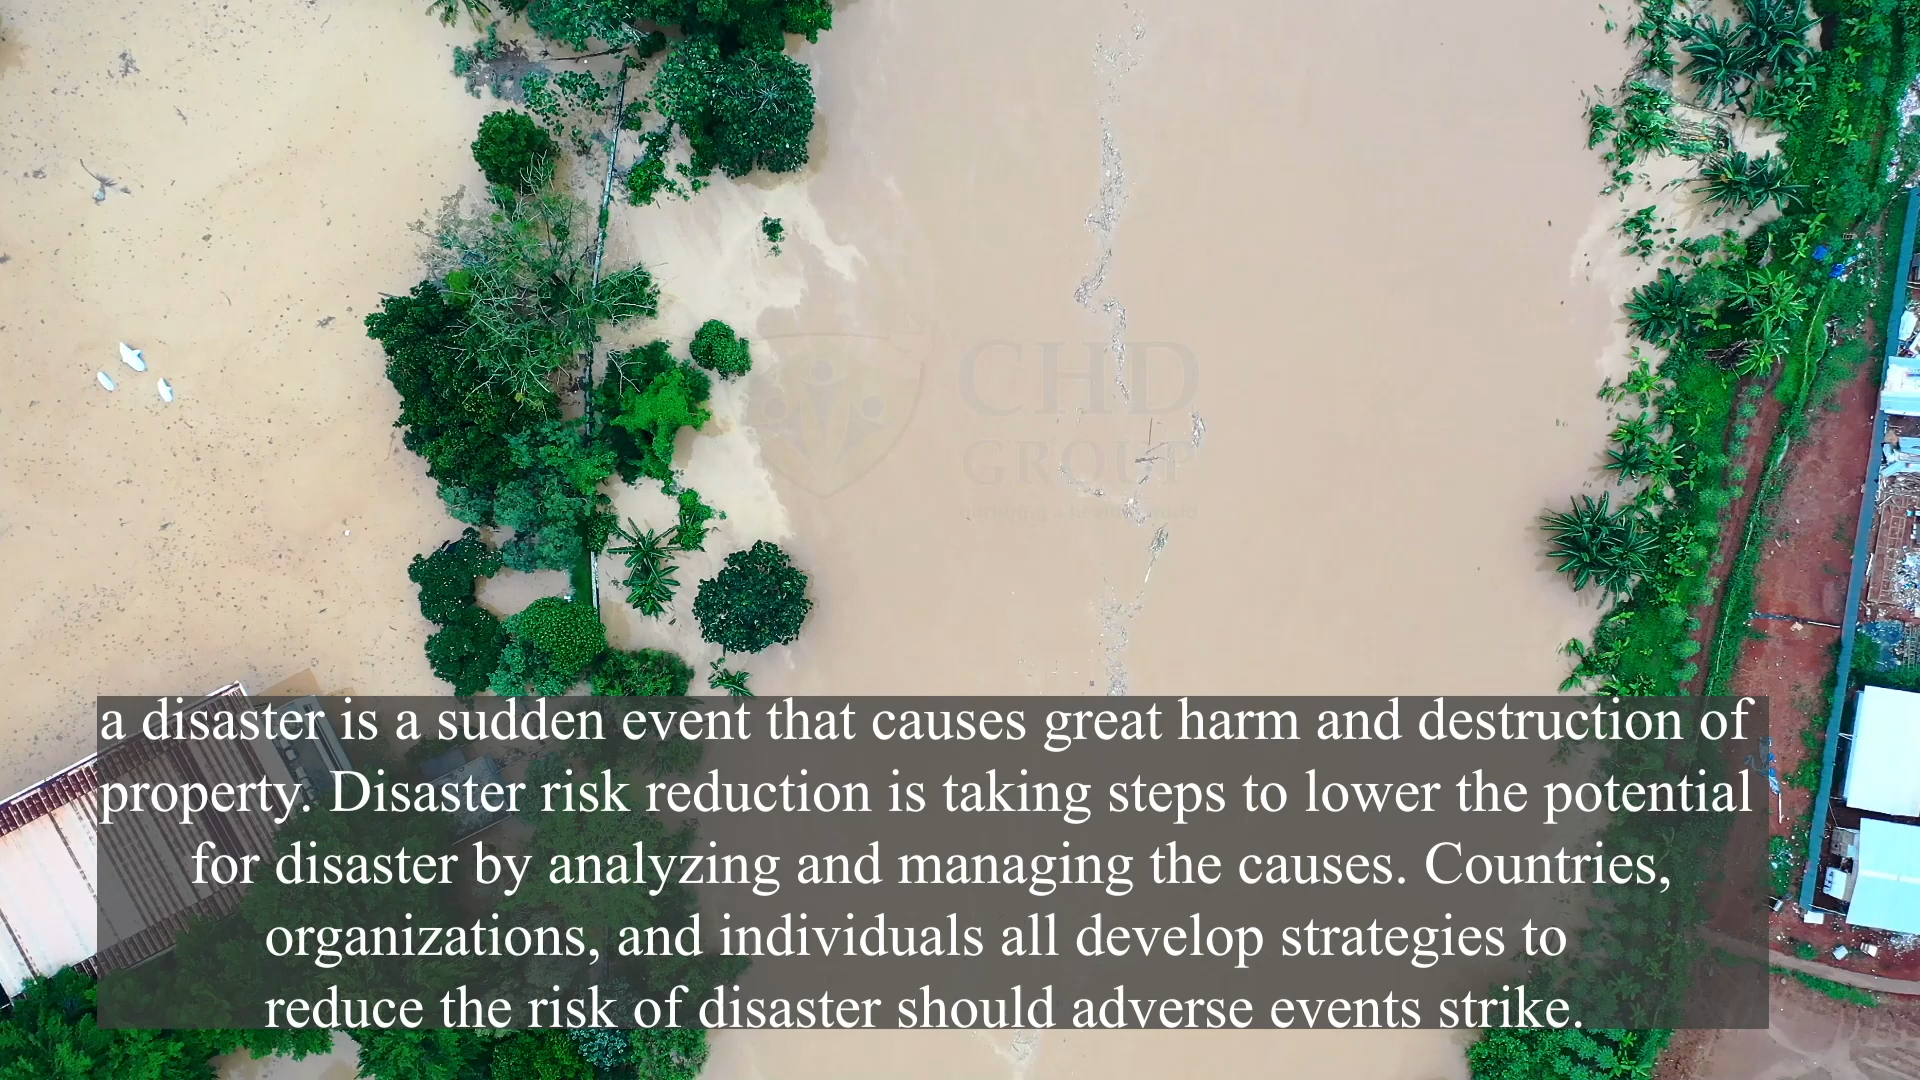 CHD
GROUP
a disaster is a sudden event that causes great harm and destruction of
property. Disaster risk reduction is taking steps to lower the potential
for disaster by analyzing and managing the causes. Countries,
organizations, and individuals all develop strategies to
reduce the risk of disaster should adverse events strike.